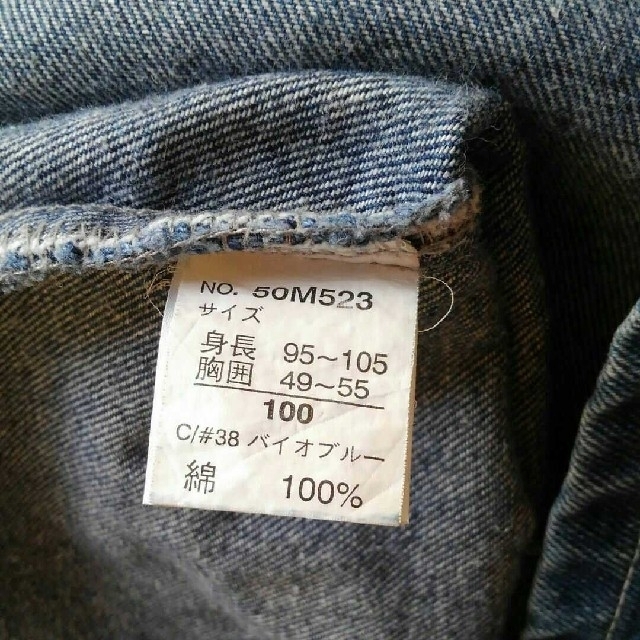 NO. 50M523
サイズ
身長 95~105
胸囲 49~55
100
C/#38 バイオブルー
綿 100%